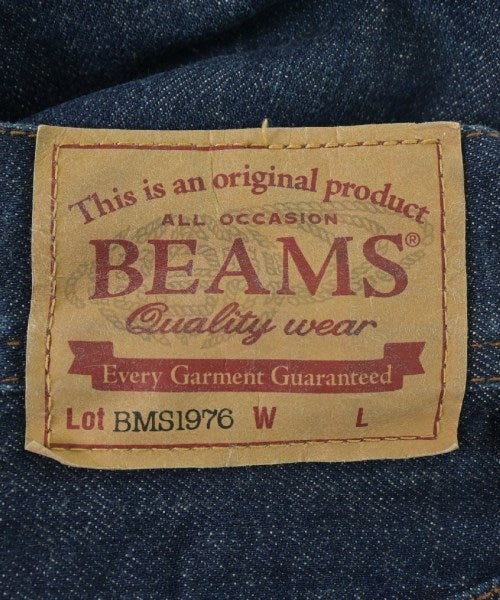 This is an original product
ALL OCCASION
BEAMS®
Quality wear
Every Garment Guaranteed
Lot BMS1976 W L